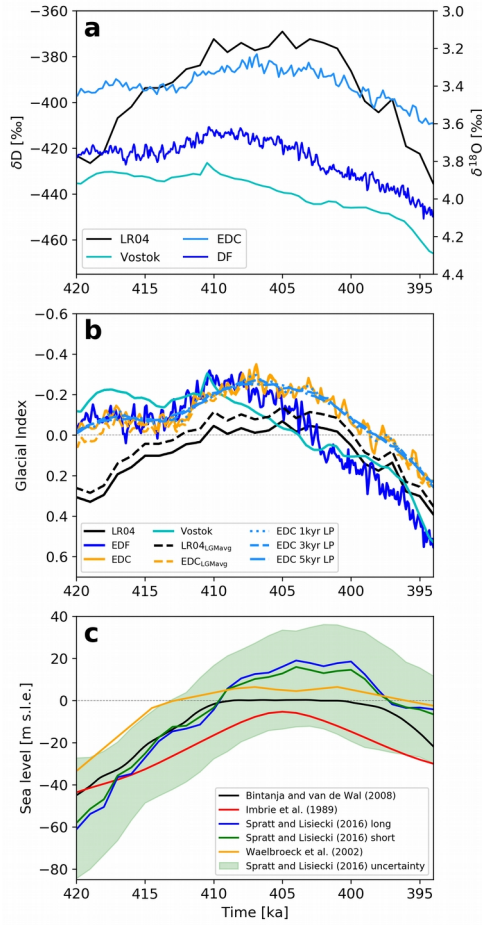 a
−360
−380
−400
−420
−440
−460
δD [‰]
3.0
3.2
3.4
3.6
3.8
4.0
4.2
4.4
δ18O [‰]
LR04 EDC
Vostok DF
420 415 410 405 400 395
b
−0.6
−0.4
−0.2
0.0
0.2
0.4
0.6
Glacial Index
LR04 Vostok EDC 1kyr LP
EDF LR04LGMavg EDC 3kyr LP
EDC EDCLGMavg EDC 5kyr LP
420 415 410 405 400 395
c
40
20
0
−20
−40
−60
−80
Sea level [m s.l.e.]
Bintanja and van de Wal (2008)
Imbrie et al. (1989)
Spratt and Lisiecki (2016) long
Spratt and Lisiecki (2016) short
Waelbroeck et al. (2002)
Spratt and Lisiecki (2016) uncertainty
420 415 410 405 400 395
Time [ka]